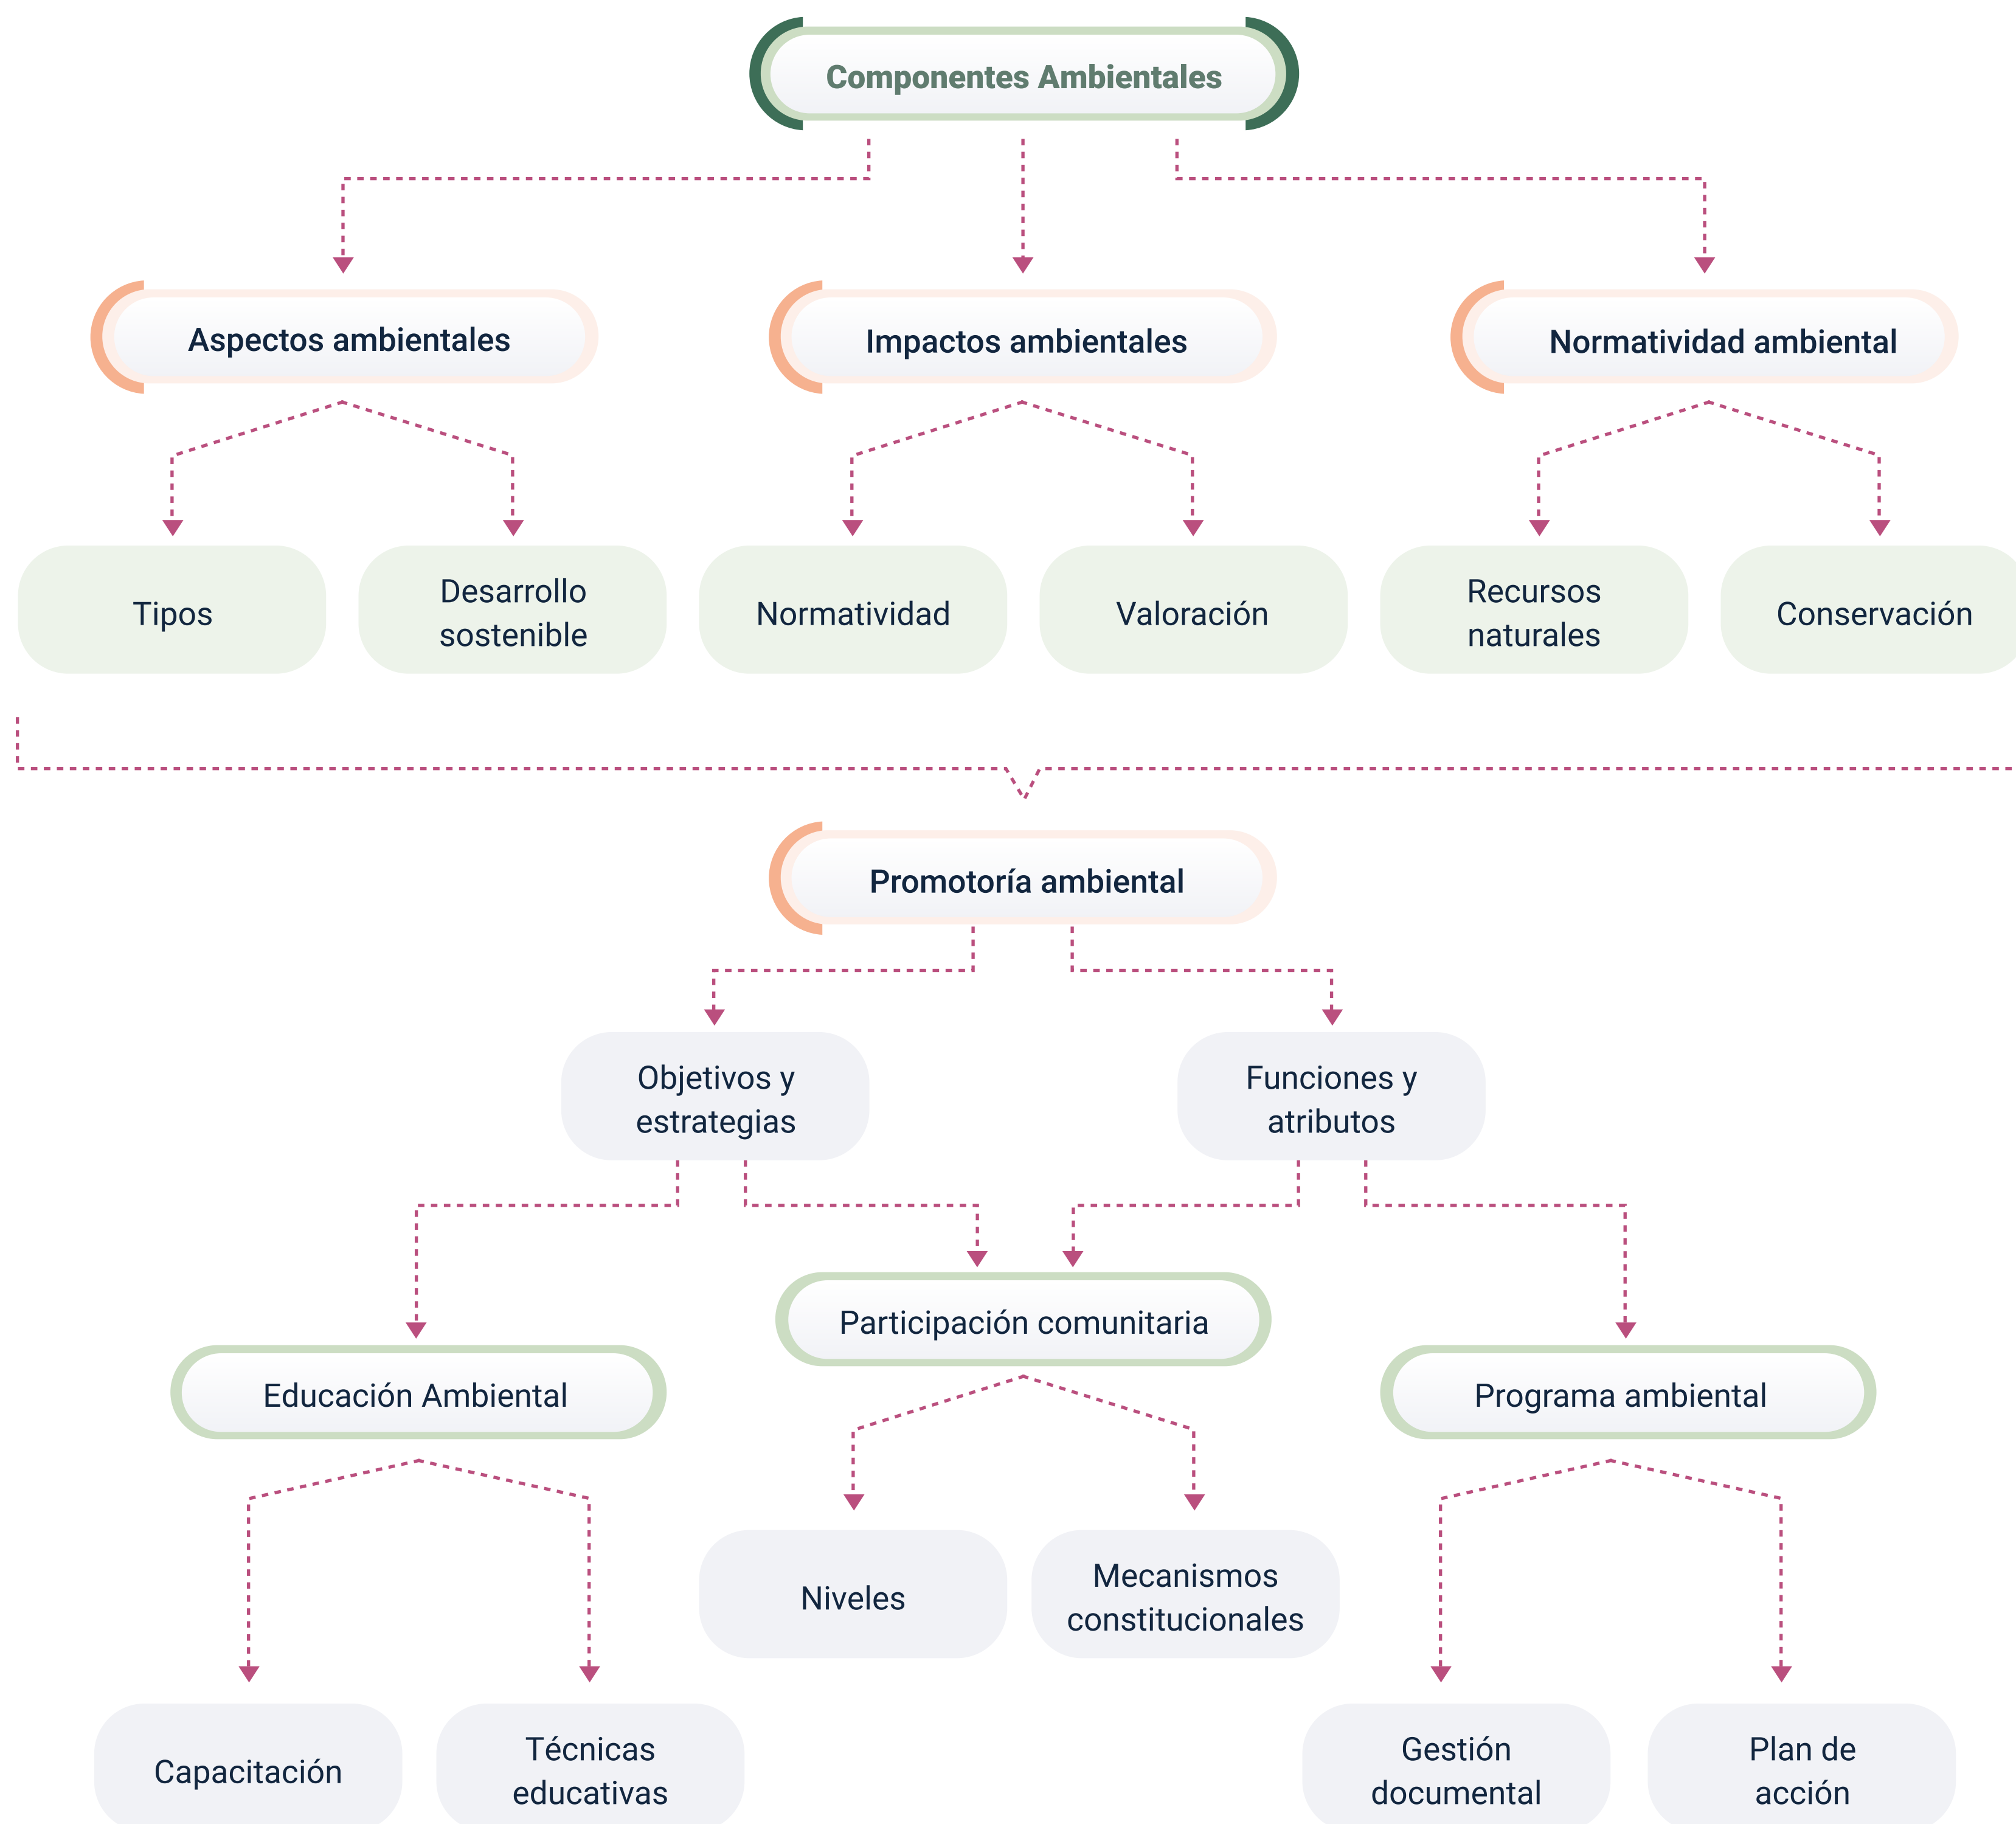 Componentes Ambientales
Aspectos ambientales
Impactos ambientales
Normatividad ambiental
Tipos
Desarrollo
sostenible
Normatividad
Valoración
Recursos
naturales
Conservación
Promotoría ambiental
Objetivos y
estrategias
Funciones y
atributos
Participación comunitaria
Educación Ambiental
Programa ambiental
Niveles
Mecanismos
constitucionales
Capacitación
Técnicas
educativas
Gestión
documental
Plan de
acción